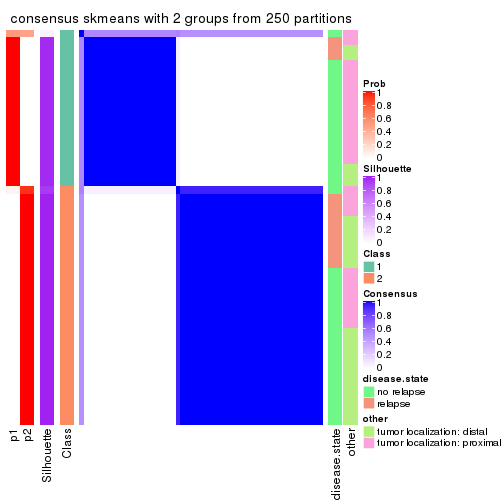 consensus skmeans with 2 groups from 250 partitions
Prob
1
0.8
0.6
0.4
0.2
0
Silhouette
1
0.8
0.6
0.4
0.2
0
Class
1
2
Consensus
1
0.8
0.6
0.4
0.2
0
disease.state
no relapse
relapse
other
tumor localization: distal
tumor localization: proximal
p1
p2
Silhouette
Class
disease.state
other